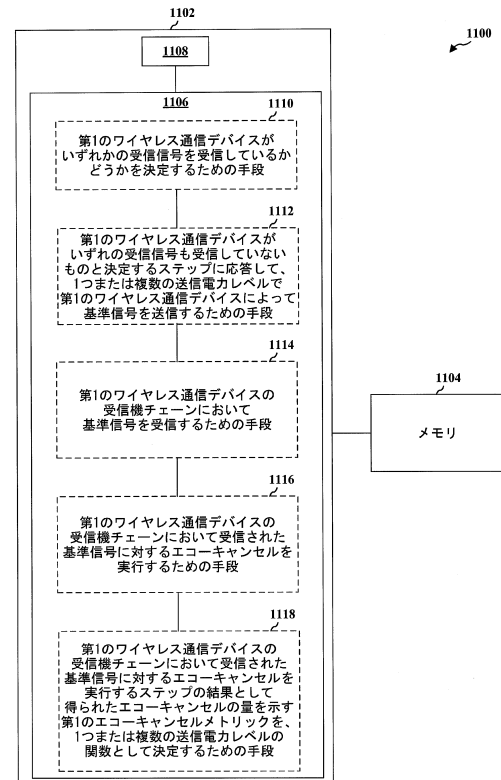 1102
1100
1108
1106
1110
第1のワイヤレス通信デバイスが
いずれかの受信信号を受信しているか
どうかを決定するための手段
1112
第1のワイヤレス通信デバイスが
いずれの受信信号も受信していない
ものと決定するステップに応答して、
1つまたは複数の送信電力レベルで
第1のワイヤレス通信デバイスによって
基準信号を送信するための手段
1114
第1のワイヤレス通信デバイスの
受信機チェーンにおいて
基準信号を受信するための手段
1104
メモリ
1116
第1のワイヤレス通信デバイスの
受信機チェーンにおいて受信された
基準信号に対するエコーキャンセルを
実行するための手段
1118
第1のワイヤレス通信デバイスの
受信機チェーンにおいて受信された
基準信号に対するエコーキャンセルを
実行するステップの結果として
得られたエコーキャンセルの量を示す
第1のエコーキャンセルメトリックを、
1つまたは複数の送信電力レベルの
関数として決定するための手段